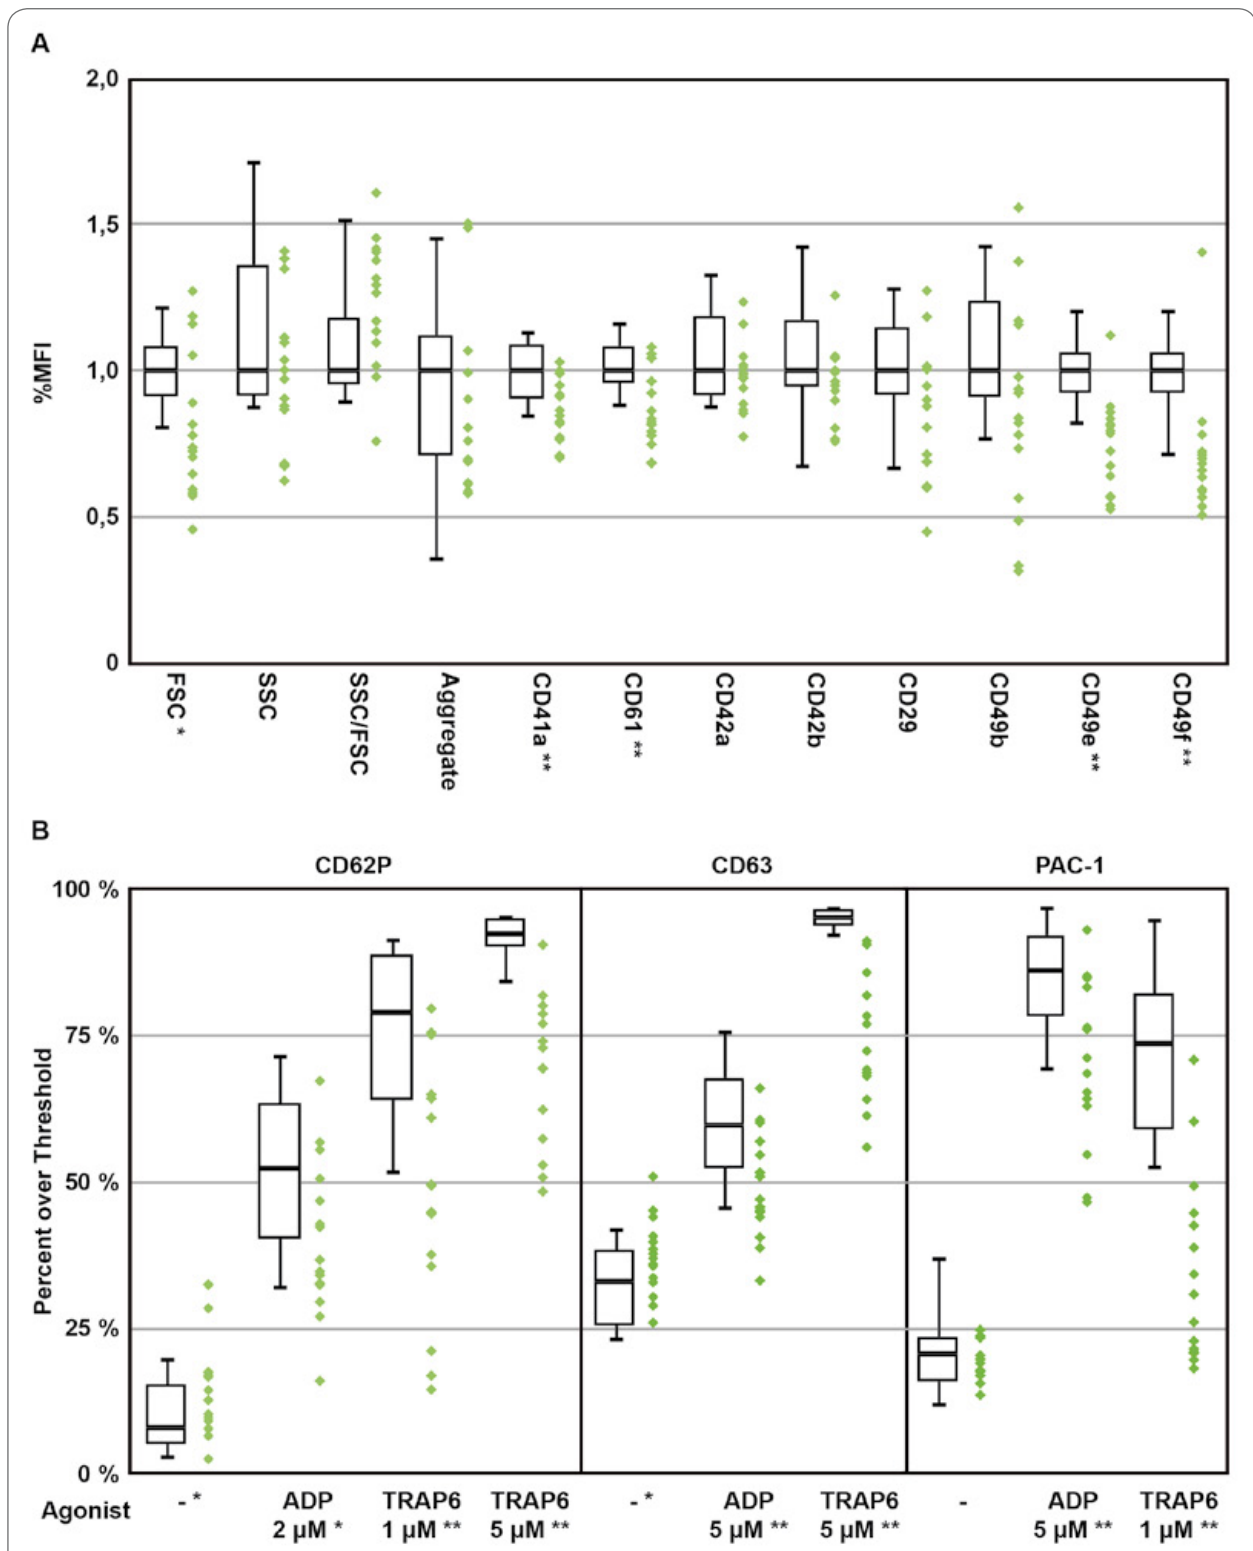 A
2,0
1,5
1,0
0,5
0
%MFI
FSC *
SSC
SSC/FSC
Aggregate
CD41a **
CD61 **
CD42a
CD42b
CD29
CD49b
CD49e **
CD49f **
B
CD62P CD63 PAC-1
100 %
75 %
50 %
25 %
0 %
Percent over Threshold
Agonist
- *
ADP
2 µM *
TRAP6
1 µM **
TRAP6
5 µM **
- *
ADP
5 µM **
TRAP6
5 µM **
-
ADP
5 µM **
TRAP6
1 µM **